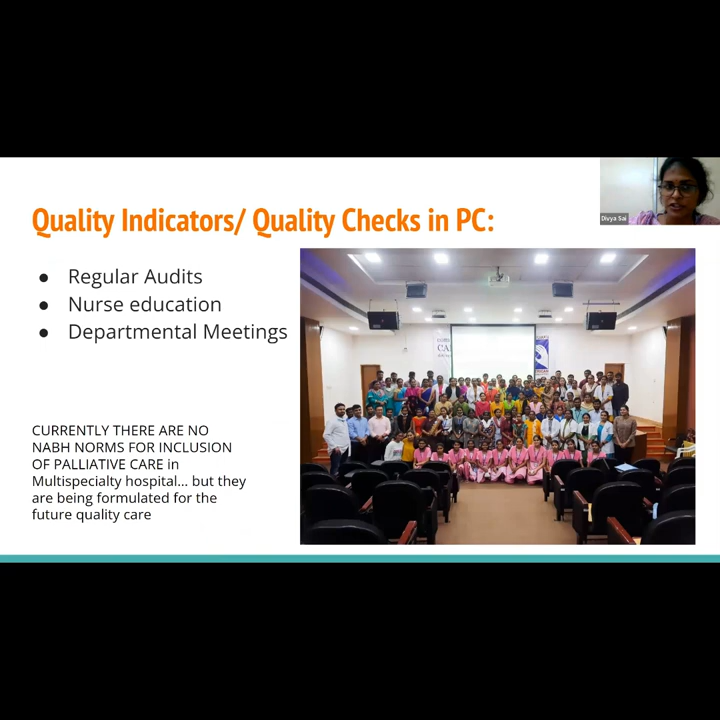 Divya Sai
Quality Indicators/ Quality Checks in PC:
● Regular Audits
● Nurse education
● Departmental Meetings
CURRENTLY THERE ARE NO
NABH NORMS FOR INCLUSION
OF PALLIATIVE CARE in
Multispecialty hospital... but they
are being formulated for the
future quality care